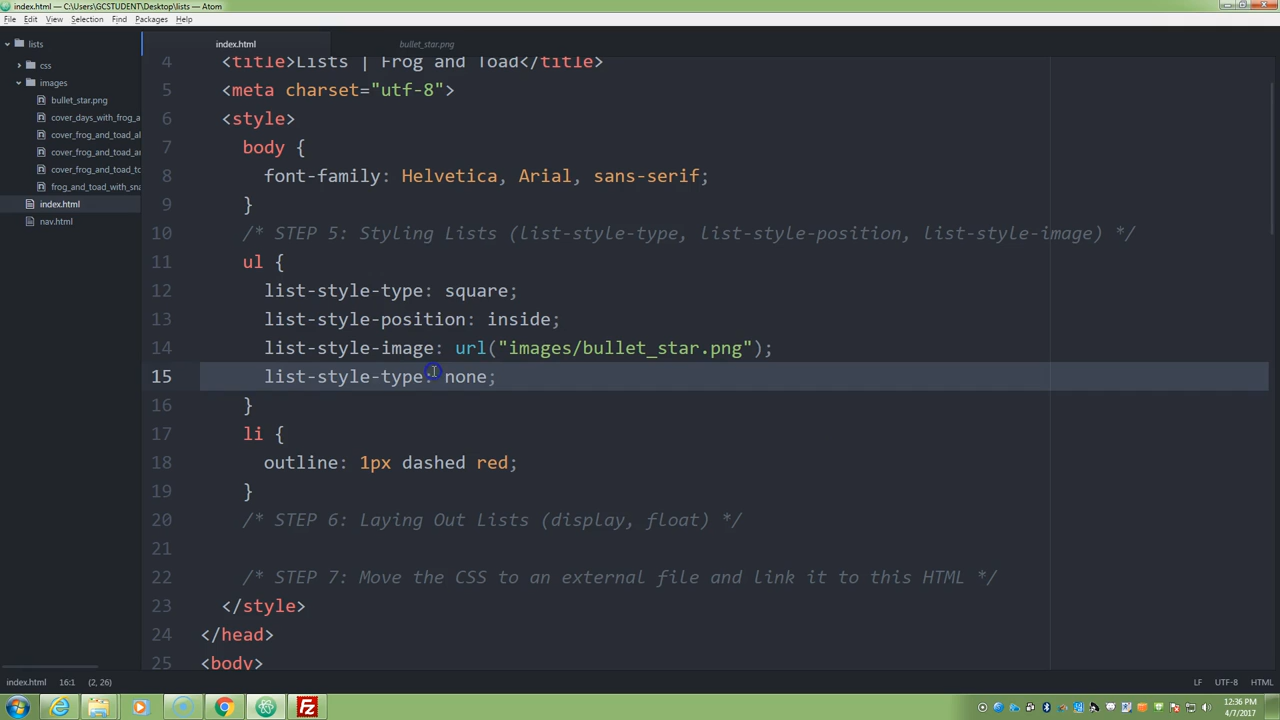 index.html — C:\Users\GCSTUDENT\Desktop\lists — Atom
File Edit View Selection Find Packages Help
lists
css
images
bullet_star.png
cover_days_with_frog_a
cover_frog_and_toad_al
cover_frog_and_toad_ar
cover_frog_and_toad_to
frog_and_toad_with_sna
index.html
nav.html
index.html bullet_star.png
4 <title>Lists | Frog and Toad</title>
5 <meta charset="utf-8">
6 <style>
7 body {
8 font-family: Helvetica, Arial, sans-serif;
9 }
10 /* STEP 5: Styling Lists (list-style-type, list-style-position, list-style-image) */
11 ul {
12 list-style-type: square;
13 list-style-position: inside;
14 list-style-image: url("images/bullet_star.png");
15 list-style-type: none;
16 }
17 li {
18 outline: 1px dashed red;
19 }
20 /* STEP 6: Laying Out Lists (display, float) */
21
22 /* STEP 7: Move the CSS to an external file and link it to this HTML */
23 </style>
24 </head>
25 <body>
index.html 16:1 (2, 26) LF UTF-8 HTML
12:36 PM
4/7/2017